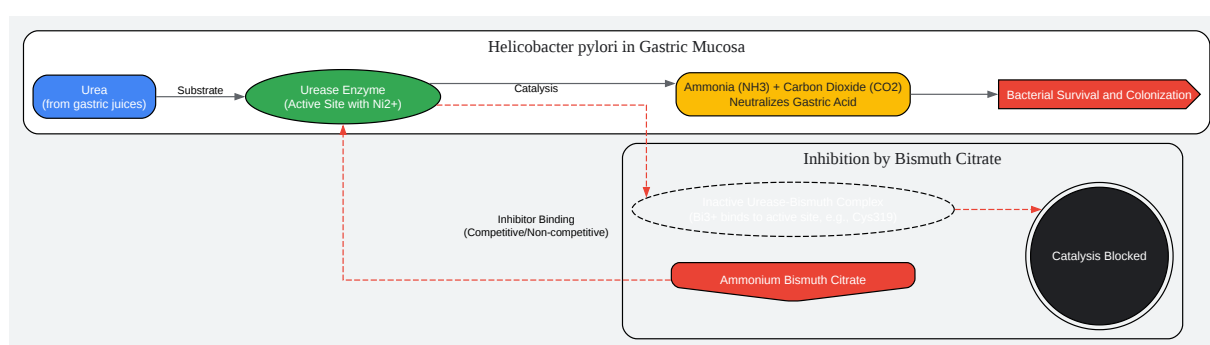 Helicobacter pylori in Gastric Mucosa
Urea
(from gastric juices)
Substrate
Urease Enzyme
(Active Site with Ni2+)
Catalysis
Ammonia (NH3) + Carbon Dioxide (CO2)
Neutralizes Gastric Acid
Bacterial Survival and Colonization
Inhibition by Bismuth Citrate
Inactive Urease-Bismuth Complex
(Bi3+ binds to active site, e.g., Cys319)
Inhibitor Binding
(Competitive/Non-competitive)
Catalysis Blocked
Ammonium Bismuth Citrate